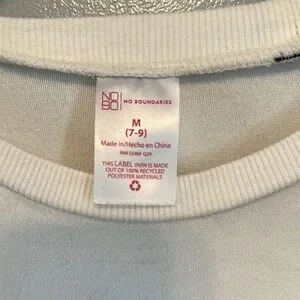 NO
BO
NO BOUNDARIES
M
(7-9)
Made in/Hecho en China
THIS LABEL YARN IS MADE
OUT OF 100% RECYCLED
POLYESTER MATERIALS